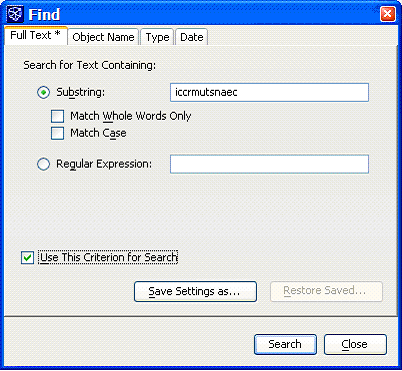 Find
Full Text * Object Name Type Date
Search for Text Containing:
Substring: iccrmutsnaec
Match Whole Words Only
Match Case
Regular Expression:
Use This Criterion for Search
Save Settings as... Restore Saved...
Search Close